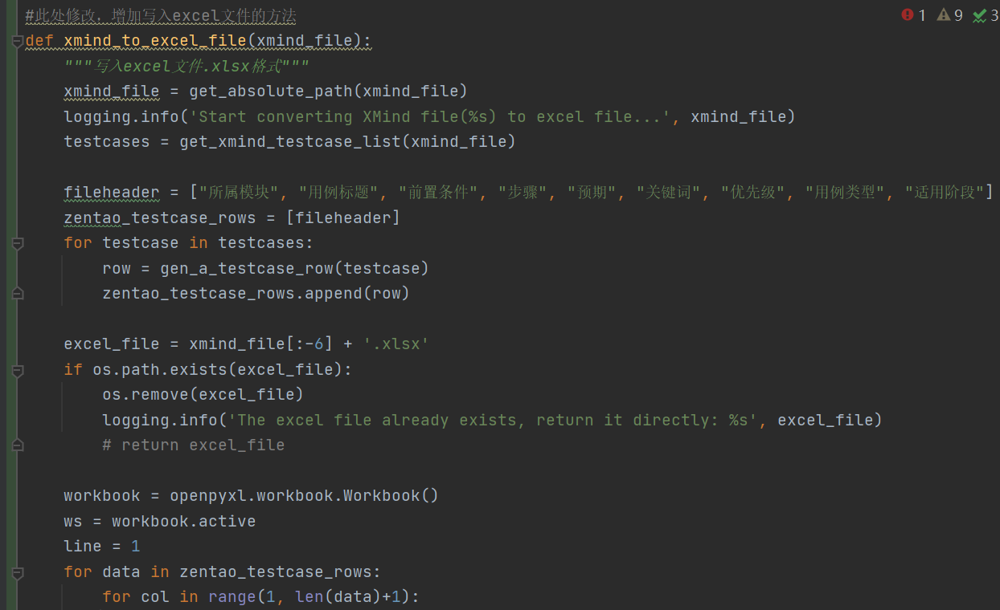 #此处修改. 增加写入excel文件的方法
1 9 3
def xmind_to_excel_file(xmind_file):
"""写入excel文件.xlsx格式"""
xmind_file = get_absolute_path(xmind_file)
logging.info('Start converting XMind file(%s) to excel file...', xmind_file)
testcases = get_xmind_testcase_list(xmind_file)
fileheader = ["所属模块", "用例标题", "前置条件", "步骤", "预期", "关键词", "优先级", "用例类型", "适用阶段"]
zentao_testcase_rows = [fileheader]
for testcase in testcases:
row = gen_a_testcase_row(testcase)
zentao_testcase_rows.append(row)
excel_file = xmind_file[:-6] + '.xlsx'
if os.path.exists(excel_file):
os.remove(excel_file)
logging.info('The excel file already exists, return it directly: %s', excel_file)
# return excel_file
workbook = openpyxl.workbook.Workbook()
ws = workbook.active
line = 1
for data in zentao_testcase_rows:
for col in range(1, len(data)+1):